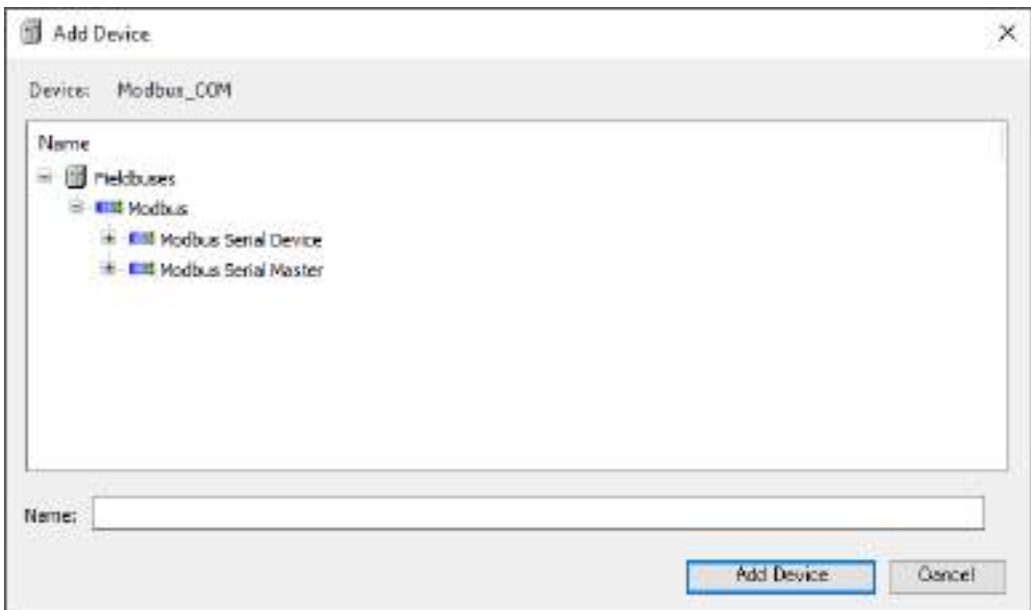 Add Device
Device: Modbus_COM
Name
Fieldbuses
Modbus
Modbus Serial Device
Modbus Serial Master
Name:
Add Device Cancel